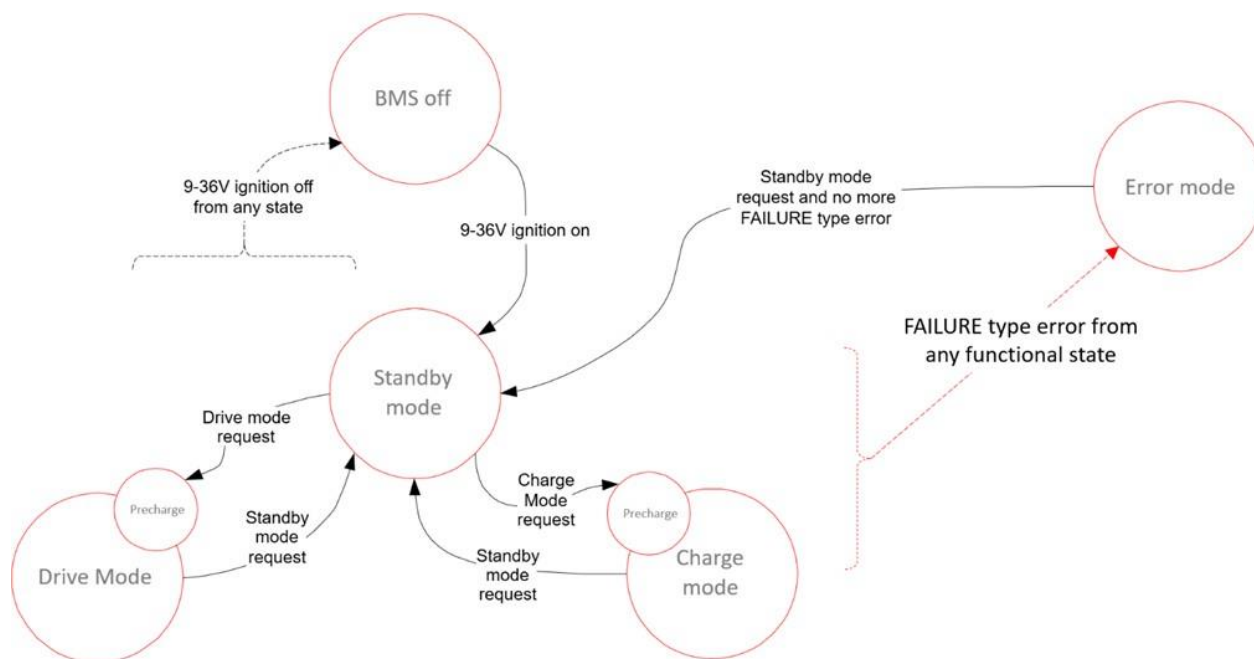 BMS off
9-36V ignition off
from any state
9-36V ignition on
Standby mode
request and no more
FAILURE type error
Error mode
FAILURE type error from
any functional state
Standby
mode
Drive mode
request
Precharge
Drive Mode
Standby
mode
request
Charge
Mode
request
Precharge
Charge
mode
Standby
mode
request